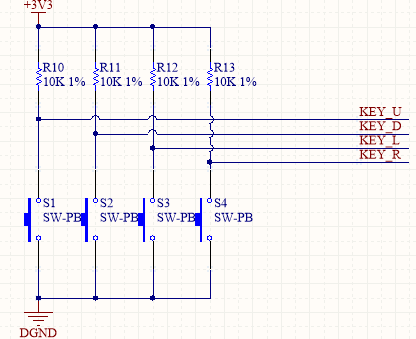 +3V3
R10 R11 R12 R13
10K 1% 10K 1% 10K 1% 10K 1%
KEY_U
KEY_D
KEY_L
KEY_R
S1 S2 S3 S4
SW-PB SW-PB SW-PB SW-PB
DGND